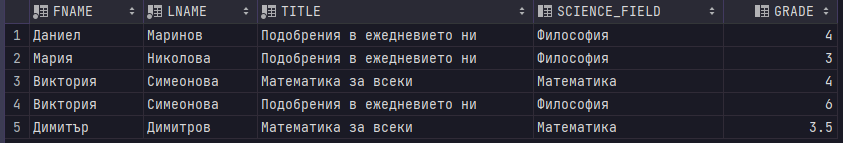 FNAME LNAME TITLE SCIENCE_FIELD GRADE
1 Даниел Маринов Подобрения в ежедневието ни Философия 4
2 Мария Николова Подобрения в ежедневието ни Философия 3
3 Виктория Симеонова Математика за всеки Математика 4
4 Виктория Симеонова Подобрения в ежедневието ни Философия 6
5 Димитър Димитров Математика за всеки Математика 3.5